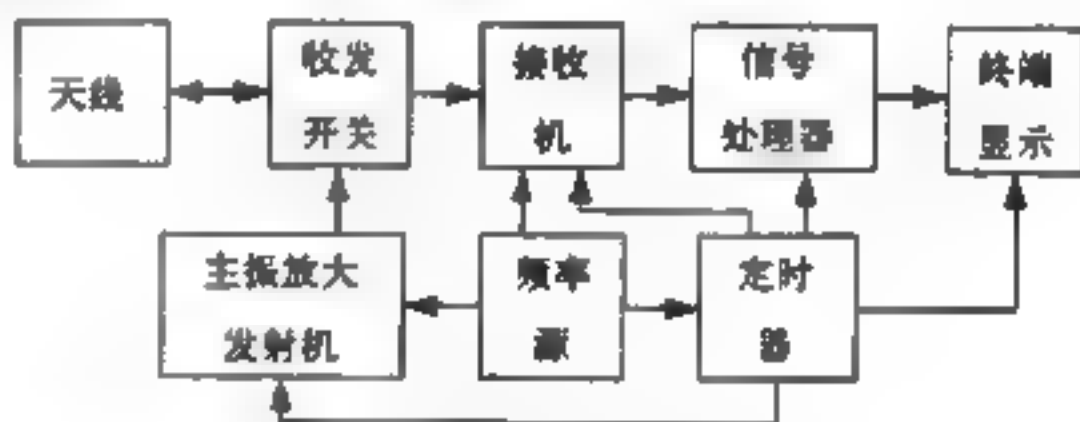 天线
收发
开关
接收
机
信号
处理器
终端
显示
主振放大
发射机
频率
源
定时
器